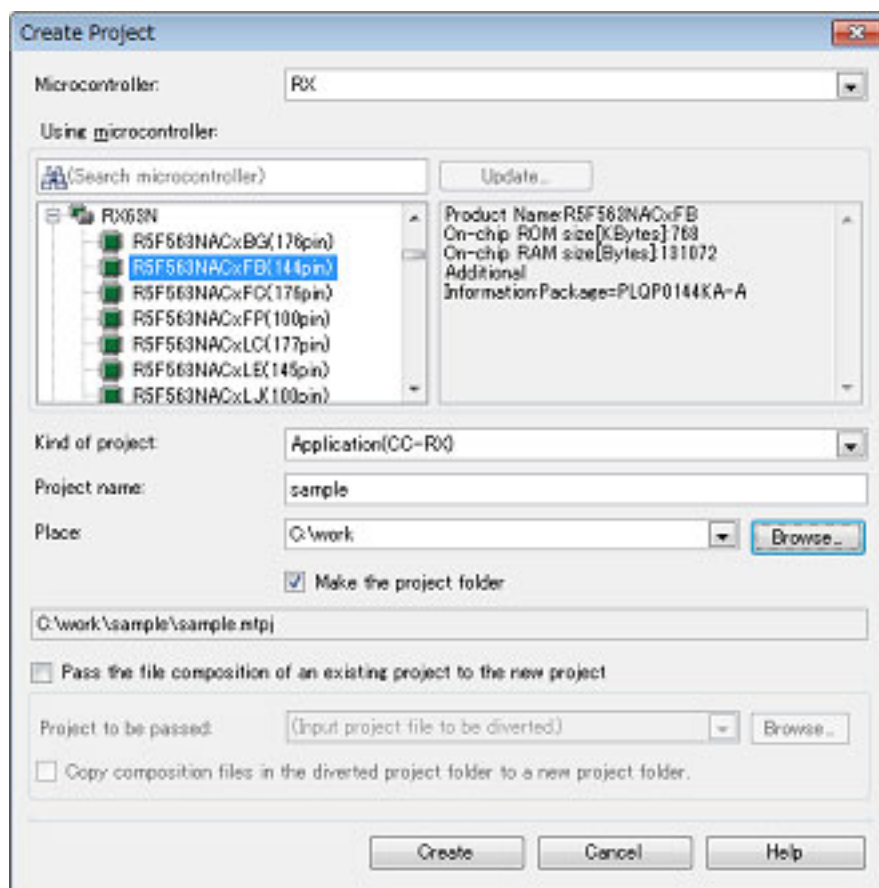 Create Project
Microcontroller:
RX
Using microcontroller:
(Search microcontroller)
Update...
RX63N
R5F563NACxBG(176pin)
R5F563NACxFB(144pin)
R5F563NACxFC(176pin)
R5F563NACxFP(100pin)
R5F563NACxLC(177pin)
R5F563NACxLE(145pin)
R5F563NACxLJ(100pin)
Product Name:R5F563NACxFB
On-chip ROM size[KBytes]:768
On-chip RAM size[Bytes]:131072
Additional
Information:Package=PLQP0144KA-A
Kind of project:
Application(CC-RX)
Project name:
sample
Place:
C:\work
Browse...
Make the project folder
C:\work\sample\sample.mtpj
Pass the file composition of an existing project to the new project
Project to be passed:
(Input project file to be diverted.)
Browse...
Copy composition files in the diverted project folder to a new project folder.
Create
Cancel
Help